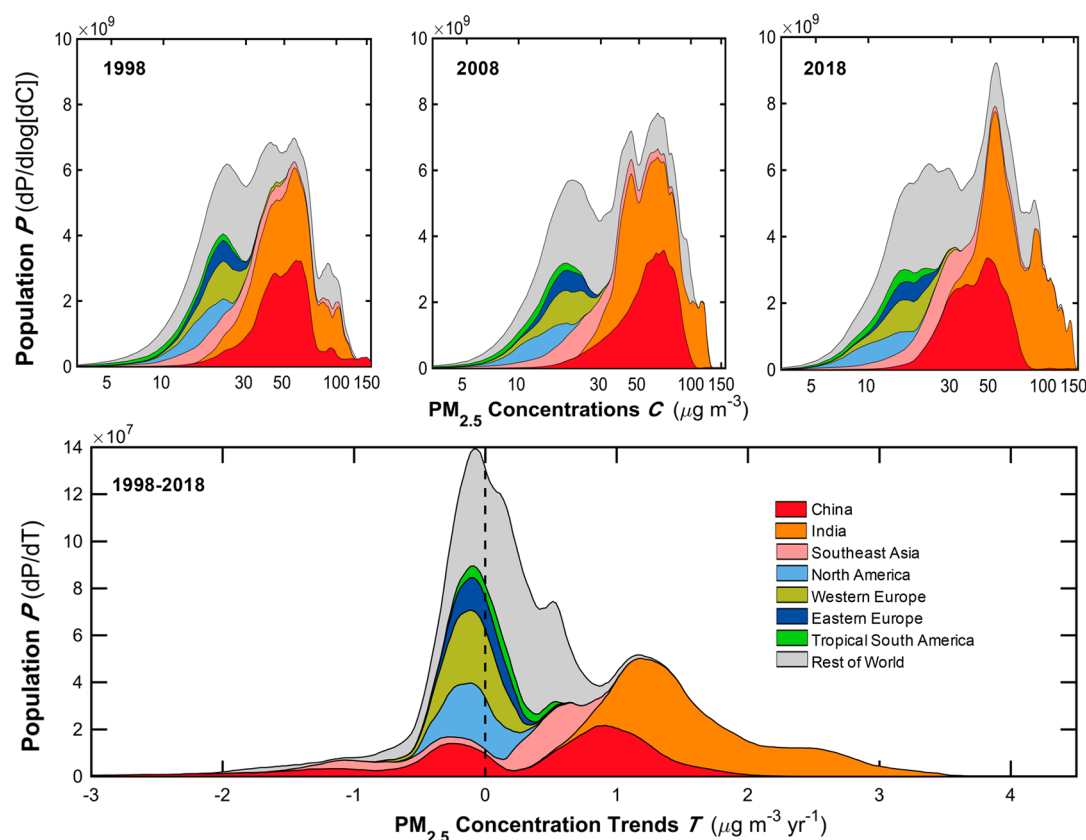 ×10⁹
×10⁹
×10⁹
1998
2008
2018
10
8
6
4
2
0
10
8
6
4
2
0
10
8
6
4
2
0
5 10 30 50 100 150
5 10 30 50 100 150
5 10 30 50 100 150
Population P (dP/dlog[dC])
PM₂.₅ Concentrations C (μg m⁻³)
×10⁷
1998-2018
14
12
10
8
6
4
2
0
Population P (dP/dT)
China
India
Southeast Asia
North America
Western Europe
Eastern Europe
Tropical South America
Rest of World
-3 -2 -1 0 1 2 3 4
PM₂.₅ Concentration Trends T (μg m⁻³ yr⁻¹)